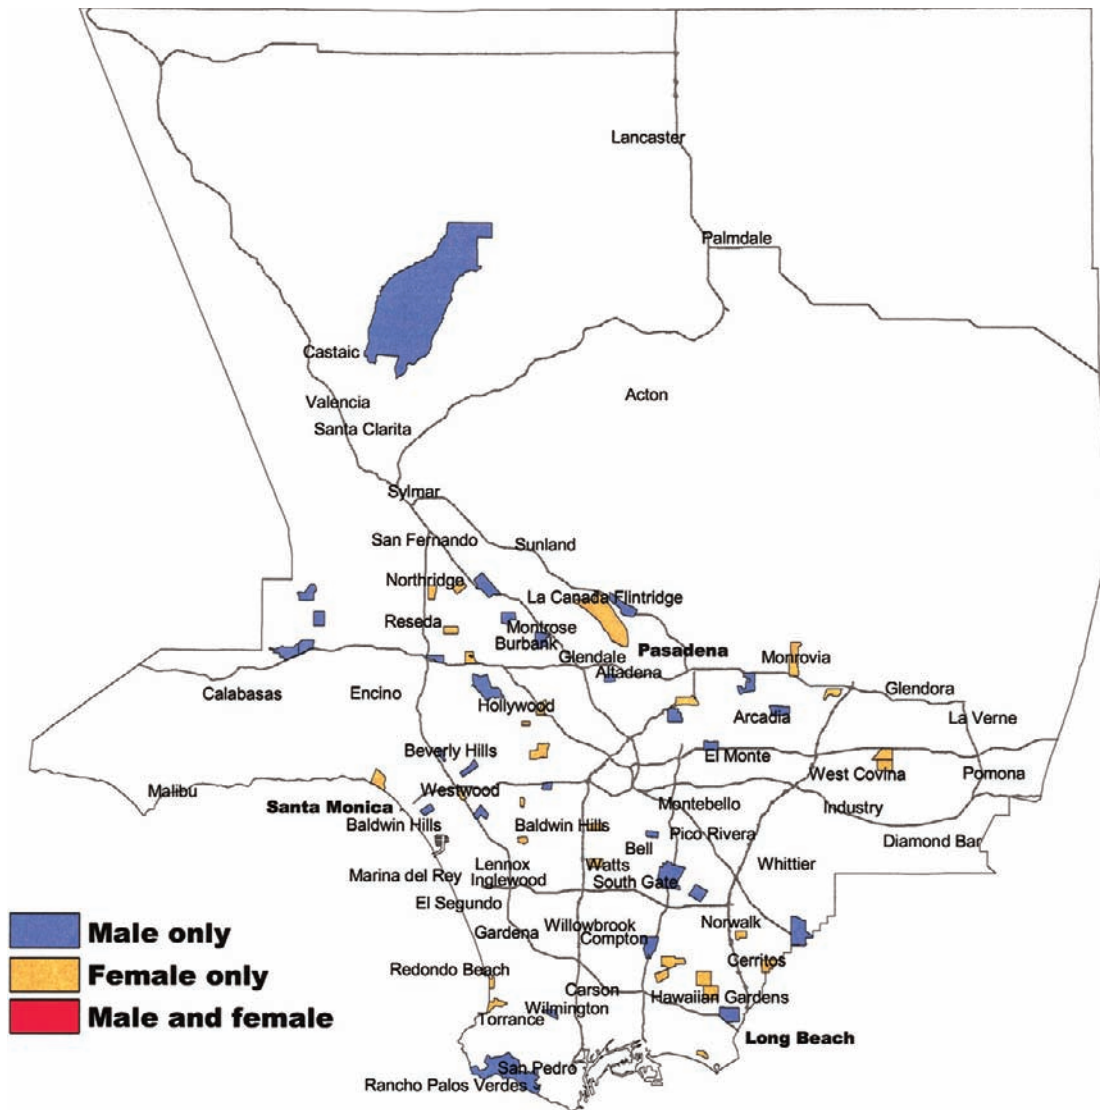 Lancaster
Palmdale
Castaic
Acton
Valencia
Santa Clarita
Sylmar
San Fernando
Sunland
Northridge
La Canada Flintridge
Reseda
Montrose
Burbank
Pasadena
Glendale
Monrovia
Altadena
Calabasas
Encino
Glendora
Hollywood
Arcadia
La Verne
Beverly Hills
El Monte
West Covina
Pomona
Malibu
Westwood
Santa Monica
Montebello
Industry
Baldwin Hills
Baldwin Hills
Pico Rivera
Diamond Bar
Bell
Lennox
Watts
Whittier
Marina del Rey
Inglewood
South Gate
El Segundo
Male only
Gardena
Willowbrook
Norwalk
Compton
Female only
Redondo Beach
Cerritos
Carson
Hawaiian Gardens
Male and female
Torrance
Wilmington
Long Beach
San Pedro
Rancho Palos Verdes